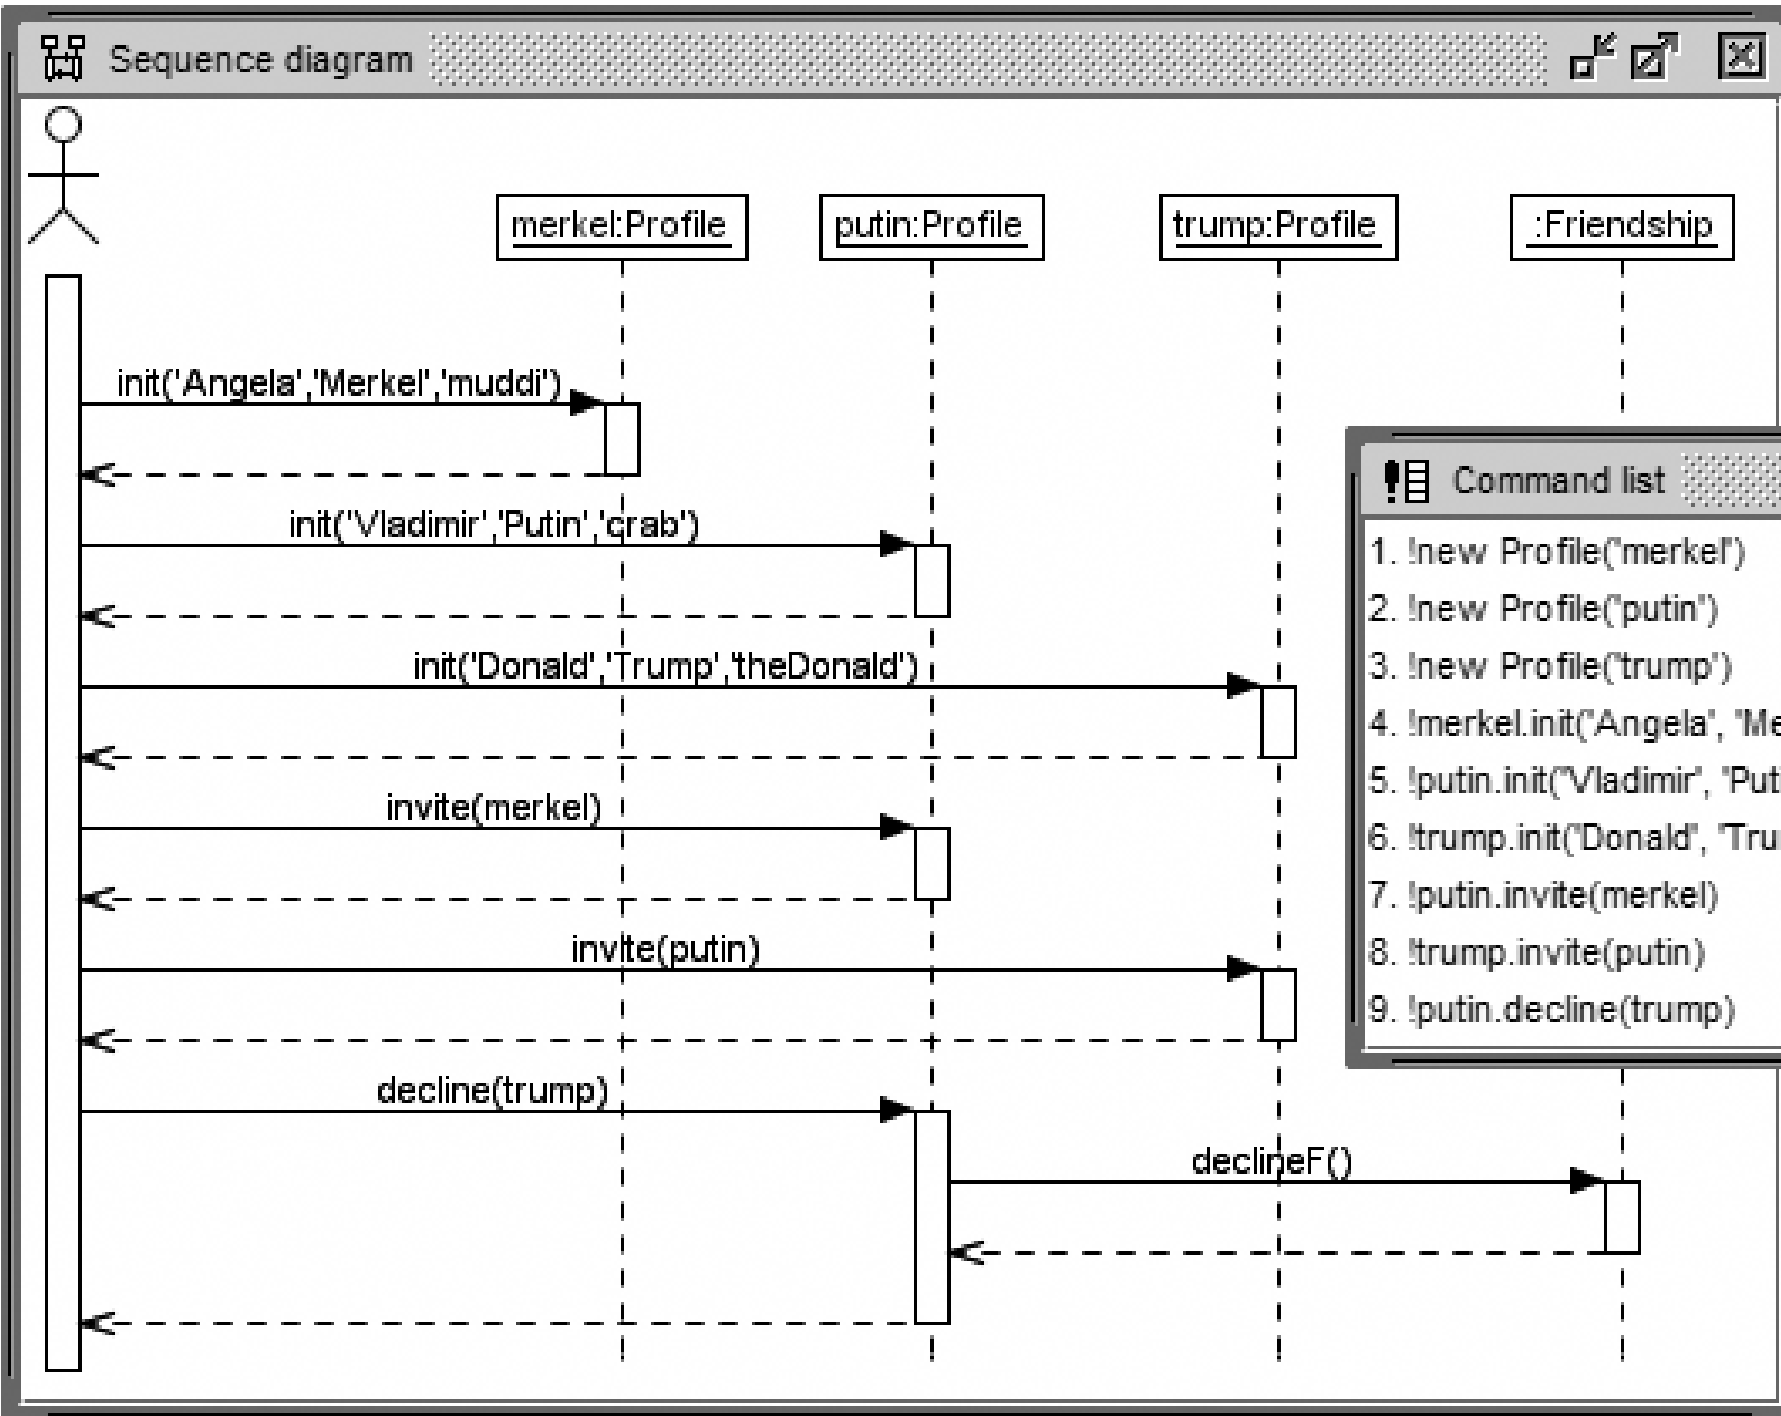 Sequence diagram
merkel:Profile
putin:Profile
trump:Profile
:Friendship
init('Angela','Merkel','muddi')
init('Vladimir','Putin','crab')
init('Donald','Trump','theDonald')
invite(merkel)
invite(putin)
decline(trump)
declineF()
Command list
1. !new Profile('merkel')
2. !new Profile('putin')
3. !new Profile('trump')
4. !merkel.init('Angela', 'Me
5. !putin.init('Vladimir', 'Puti
6. !trump.init('Donald', 'Tru
7. !putin.invite(merkel)
8. !trump.invite(putin)
9. !putin.decline(trump)